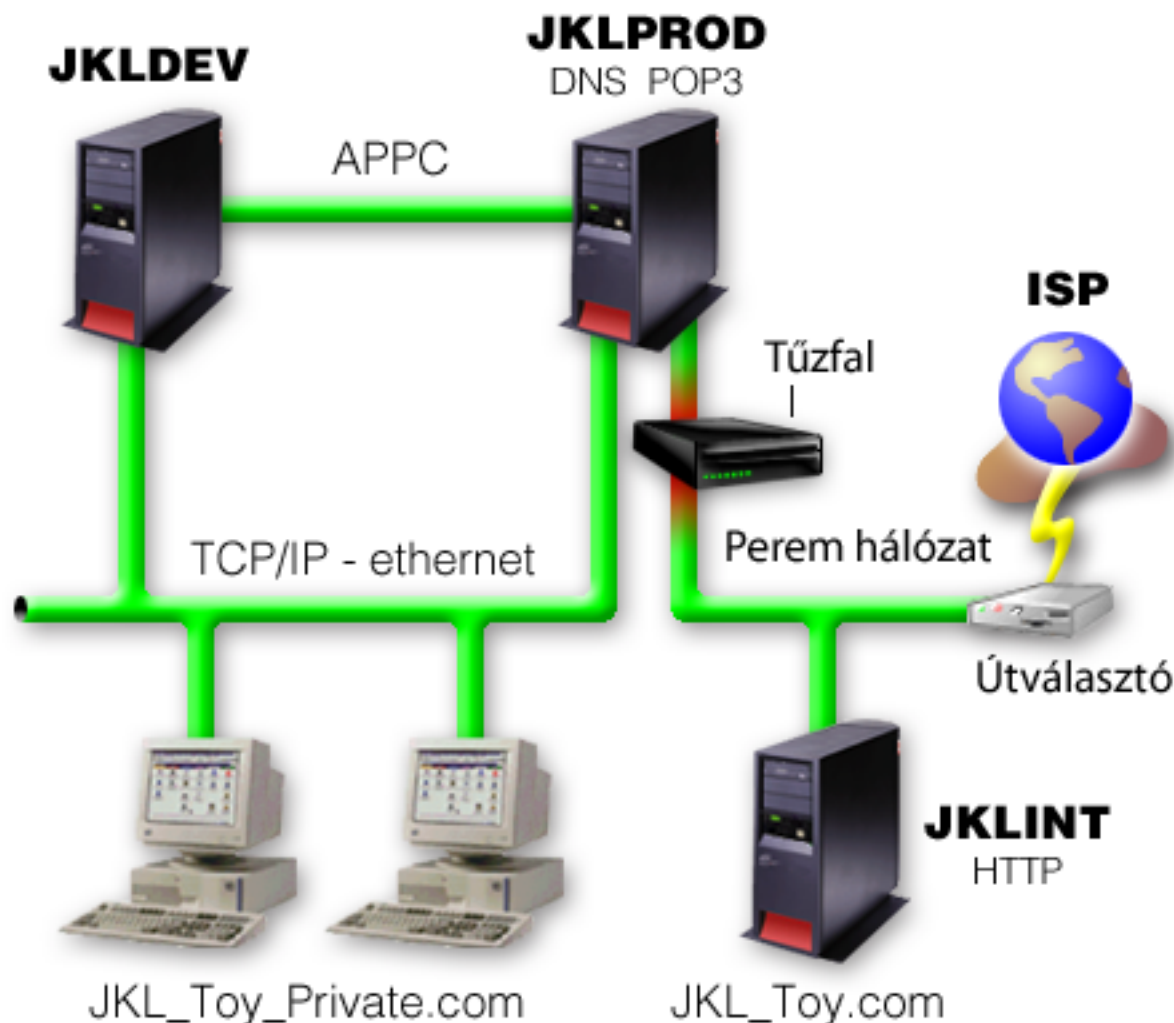 JKLDEV
JKLPROD
DNS POP3
APPC
ISP
Tűzfal
Perem hálózat
TCP/IP - ethernet
Útválasztó
JKLINT
HTTP
JKL_Toy_Private.com
JKL_Toy.com